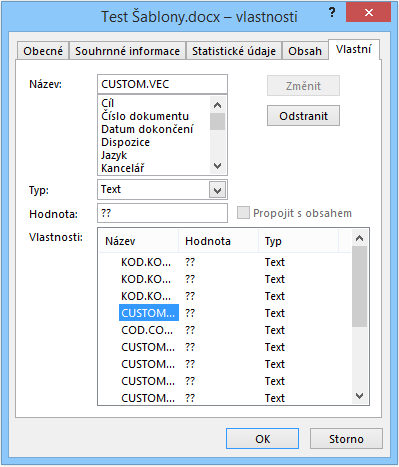 Test Šablony.docx – vlastnosti
?
Obecné Souhrnné informace Statistické údaje Obsah Vlastní
Název: CUSTOM.VEC Změnit
Cíl
Číslo dokumentu
Datum dokončení
Dispozice
Jazyk
Kancelář
Odstranit
Typ: Text
Hodnota: ?? Propojit s obsahem
Vlastnosti:
Název Hodnota Typ
KOD.KO... ?? Text
KOD.KO... ?? Text
KOD.KO... ?? Text
CUSTOM... ?? Text
COD.CO... ?? Text
CUSTOM... ?? Text
CUSTOM... ?? Text
CUSTOM... ?? Text
CUSTOM... ?? Text
OK Storno